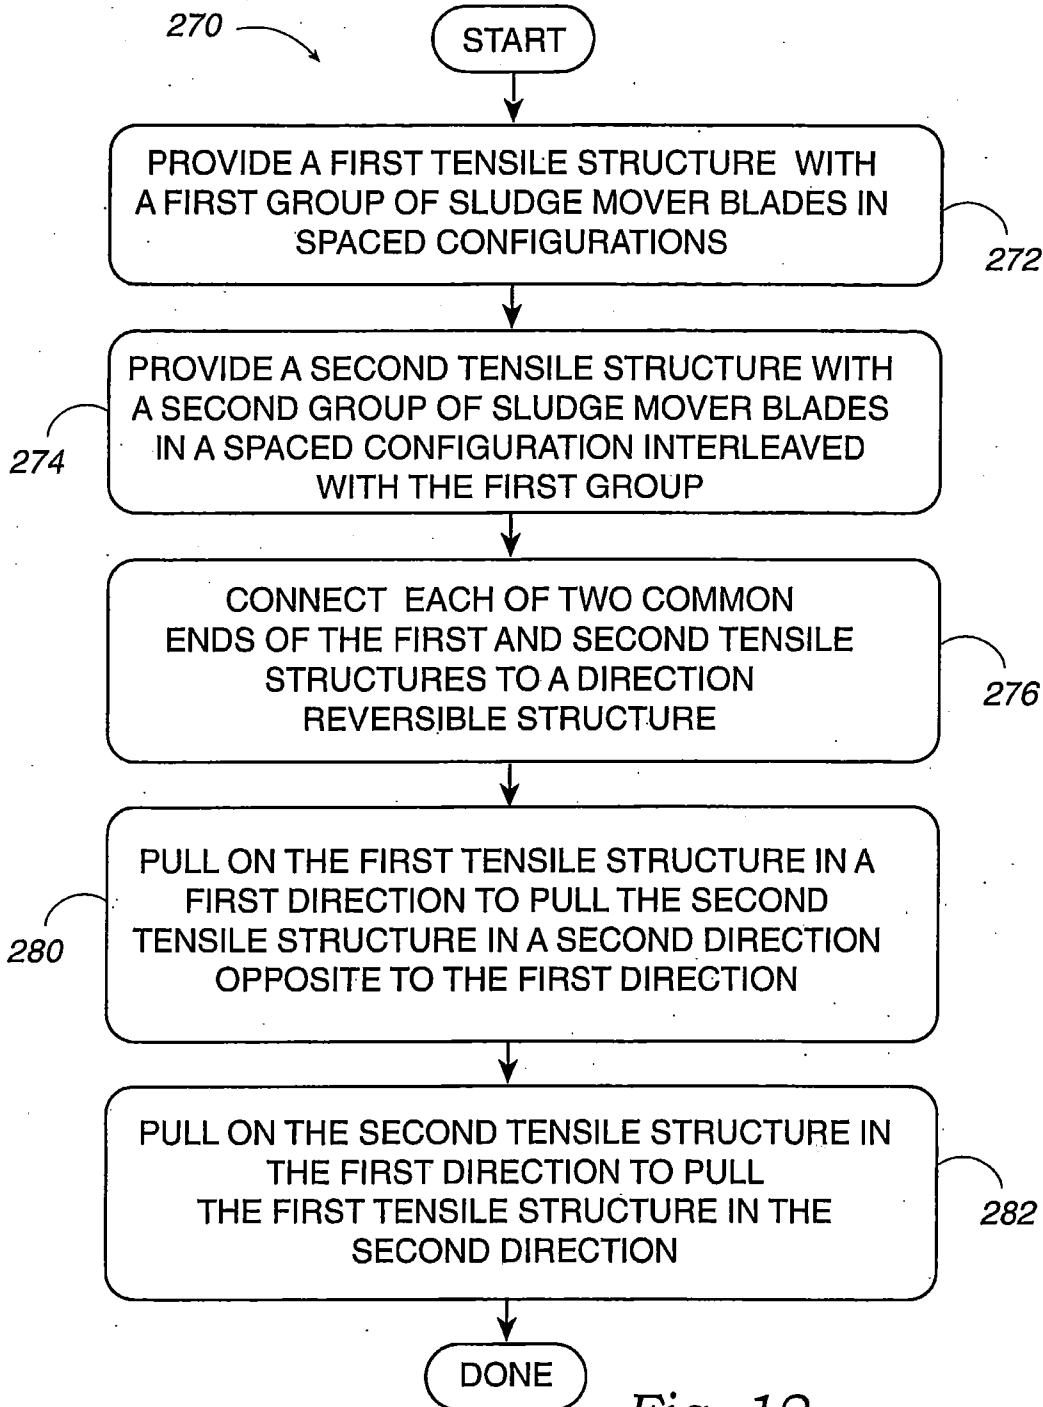 270
START
PROVIDE A FIRST TENSILE STRUCTURE WITH
A FIRST GROUP OF SLUDGE MOVER BLADES IN
SPACED CONFIGURATIONS
272
PROVIDE A SECOND TENSILE STRUCTURE WITH
A SECOND GROUP OF SLUDGE MOVER BLADES
IN A SPACED CONFIGURATION INTERLEAVED
WITH THE FIRST GROUP
274
CONNECT EACH OF TWO COMMON
ENDS OF THE FIRST AND SECOND TENSILE
STRUCTURES TO A DIRECTION
REVERSIBLE STRUCTURE
276
PULL ON THE FIRST TENSILE STRUCTURE IN A
FIRST DIRECTION TO PULL THE SECOND
TENSILE STRUCTURE IN A SECOND DIRECTION
OPPOSITE TO THE FIRST DIRECTION
280
PULL ON THE SECOND TENSILE STRUCTURE IN
THE FIRST DIRECTION TO PULL
THE FIRST TENSILE STRUCTURE IN THE
SECOND DIRECTION
282
DONE
Fig.